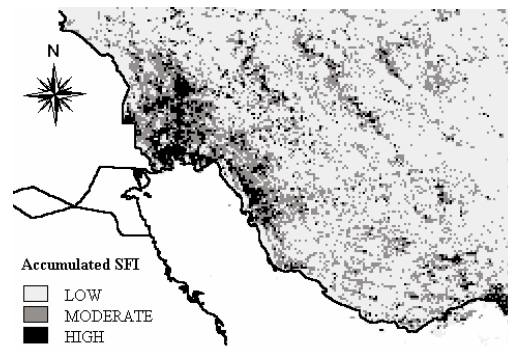 N
Accumulated SFI
LOW
MODERATE
HIGH